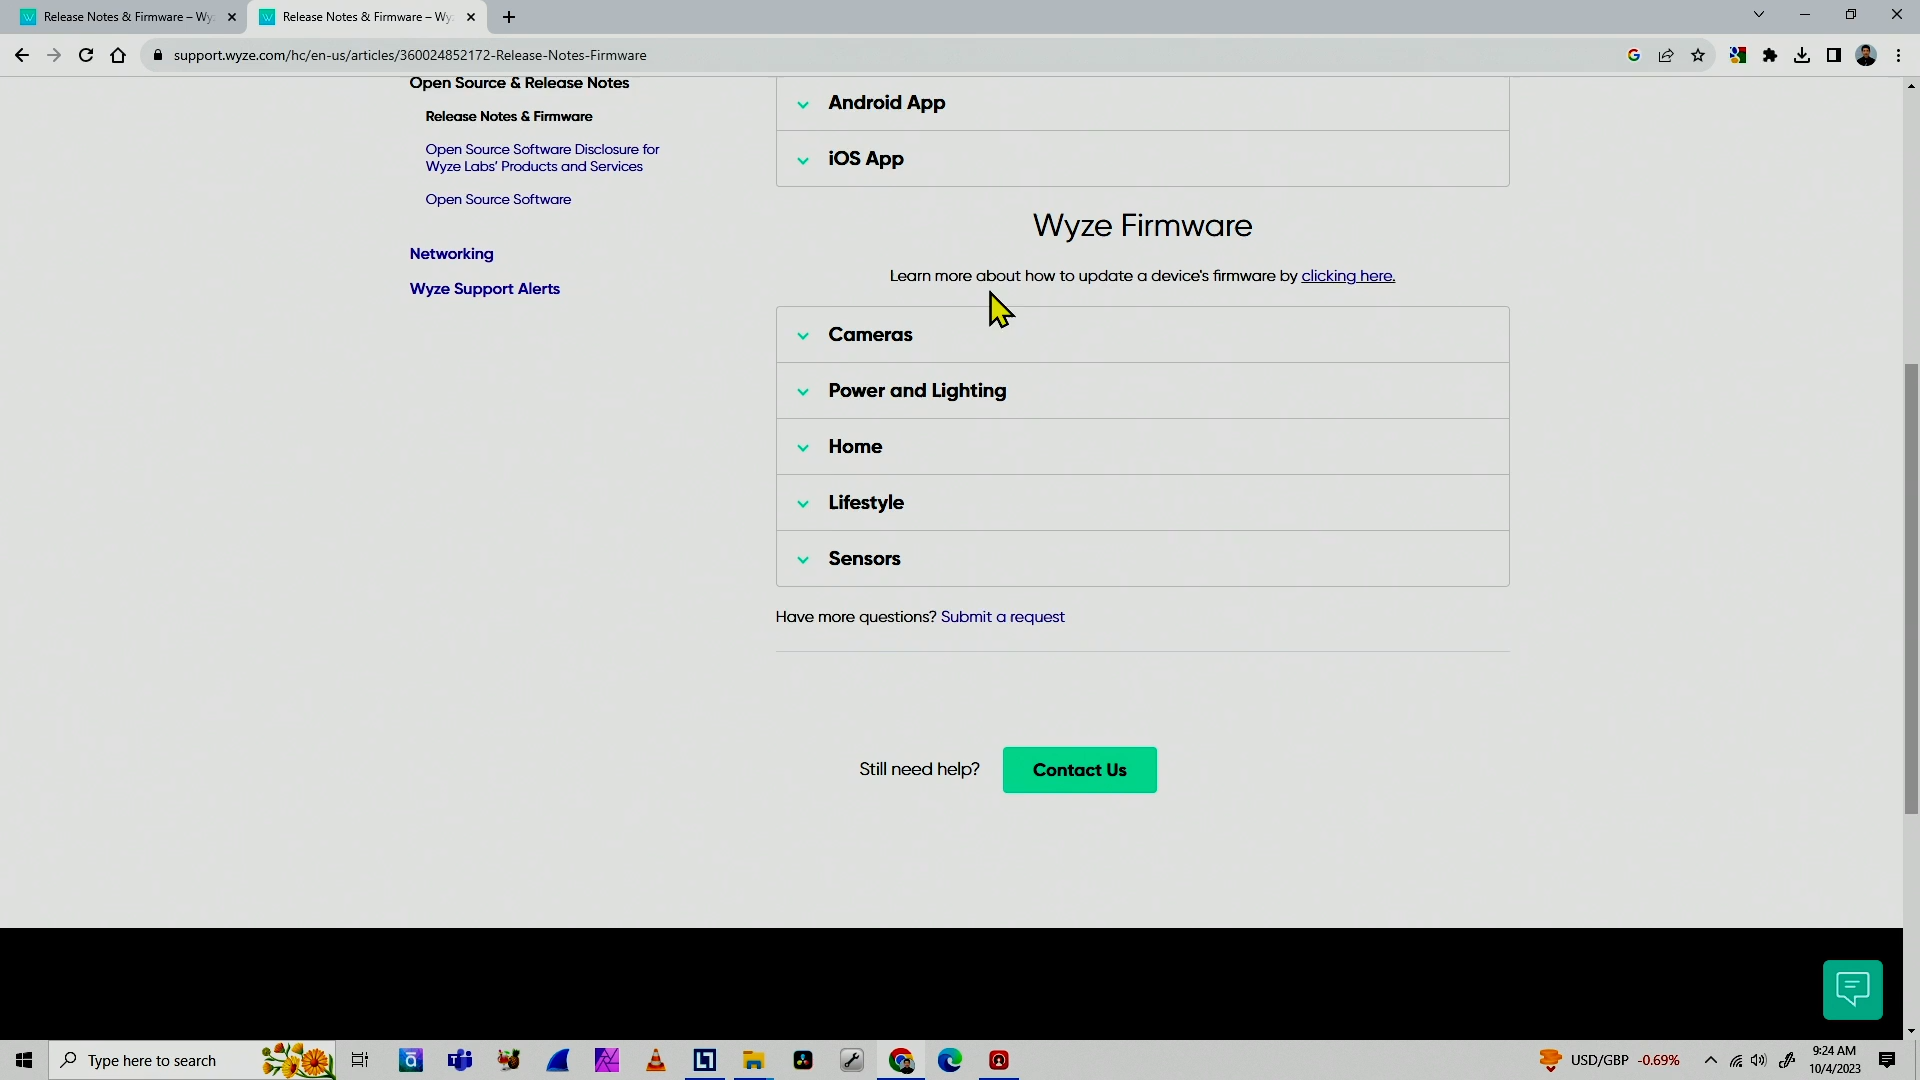 Release Notes & Firmware – Wy
Release Notes & Firmware – Wy
support.wyze.com/hc/en-us/articles/360024852172-Release-Notes-Firmware
Open Source & Release Notes
Release Notes & Firmware
Open Source Software Disclosure for
Wyze Labs’ Products and Services
Open Source Software
Networking
Wyze Support Alerts
Android App
iOS App
Wyze Firmware
Learn more about how to update a device's firmware by clicking here.
Cameras
Power and Lighting
Home
Lifestyle
Sensors
Have more questions? Submit a request
Still need help?
Contact Us
Type here to search
USD/GBP -0.69%
9:24 AM
10/4/2023